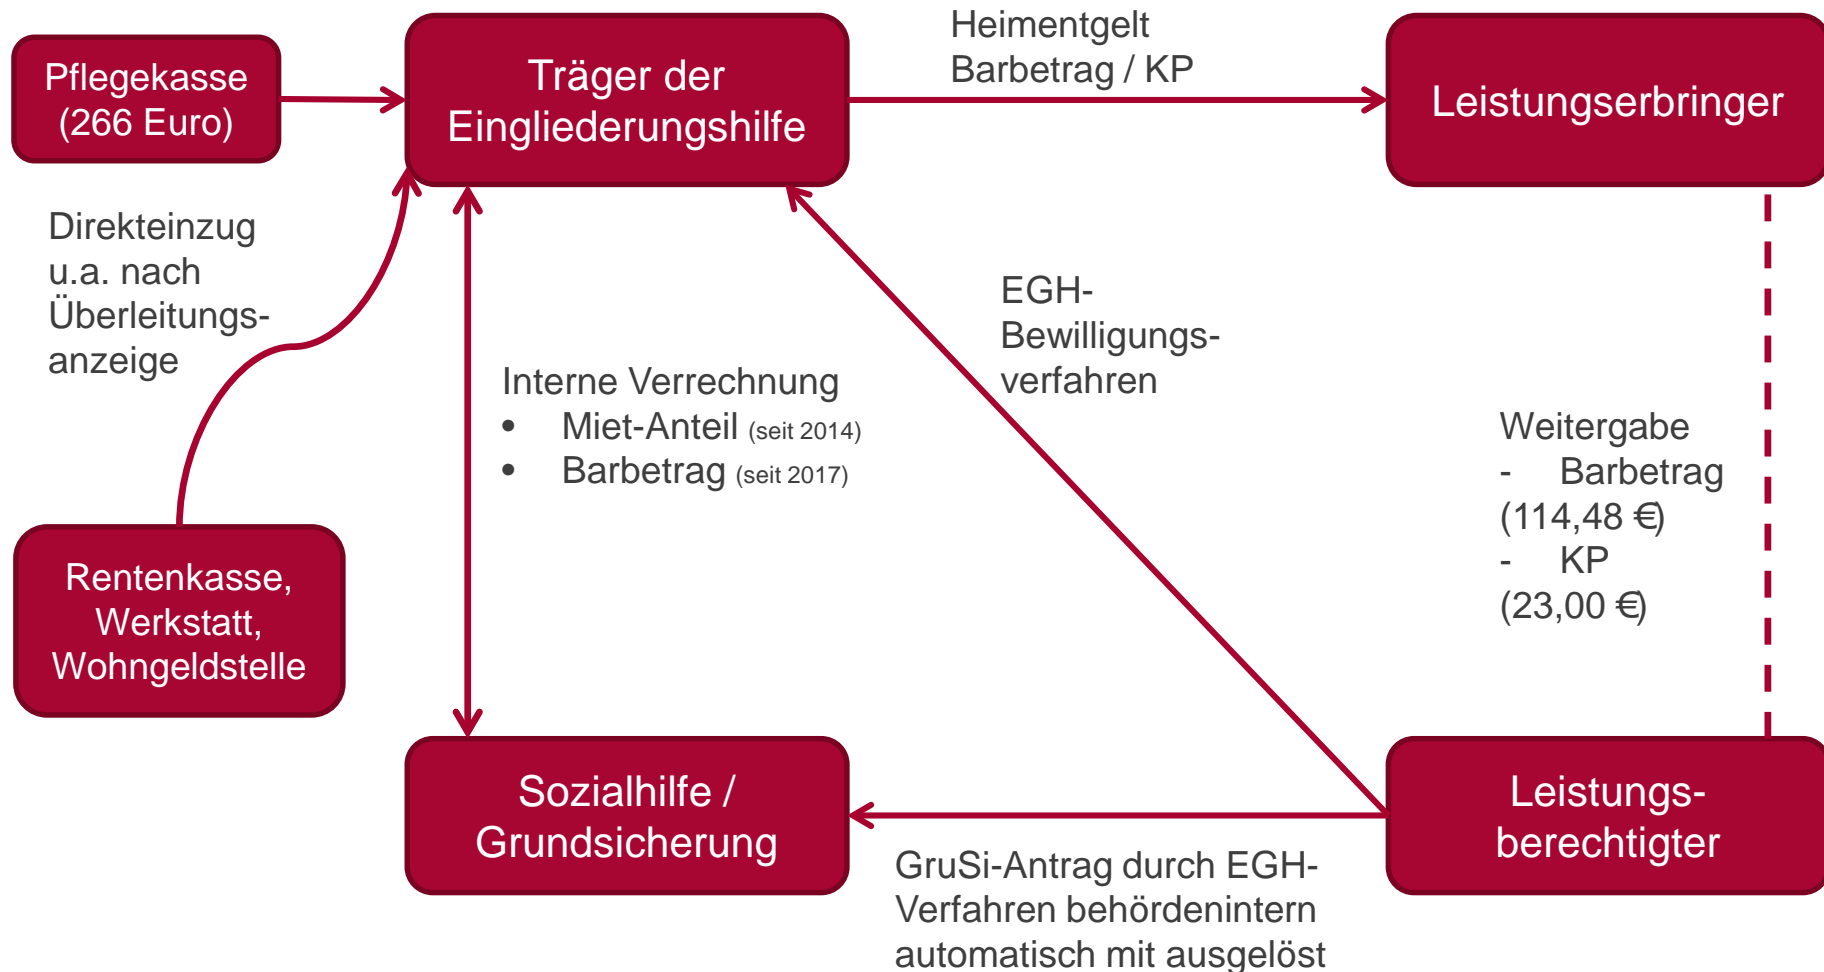 Heimentgelt
Barbetrag / KP
Pflegekasse
(266 Euro)
Träger der
Eingliederungshilfe
Leistungserbringer
Direkteinzug
u.a. nach
Überleitungs-
anzeige
EGH-
Bewilligungs-
verfahren
Interne Verrechnung
• Miet-Anteil (seit 2014)
• Barbetrag (seit 2017)
Weitergabe
- Barbetrag
(114,48 €)
- KP
(23,00 €)
Rentenkasse,
Werkstatt,
Wohngeldstelle
Sozialhilfe /
Grundsicherung
Leistungs-
berechtigter
GruSi-Antrag durch EGH-
Verfahren behördenintern
automatisch mit ausgelöst